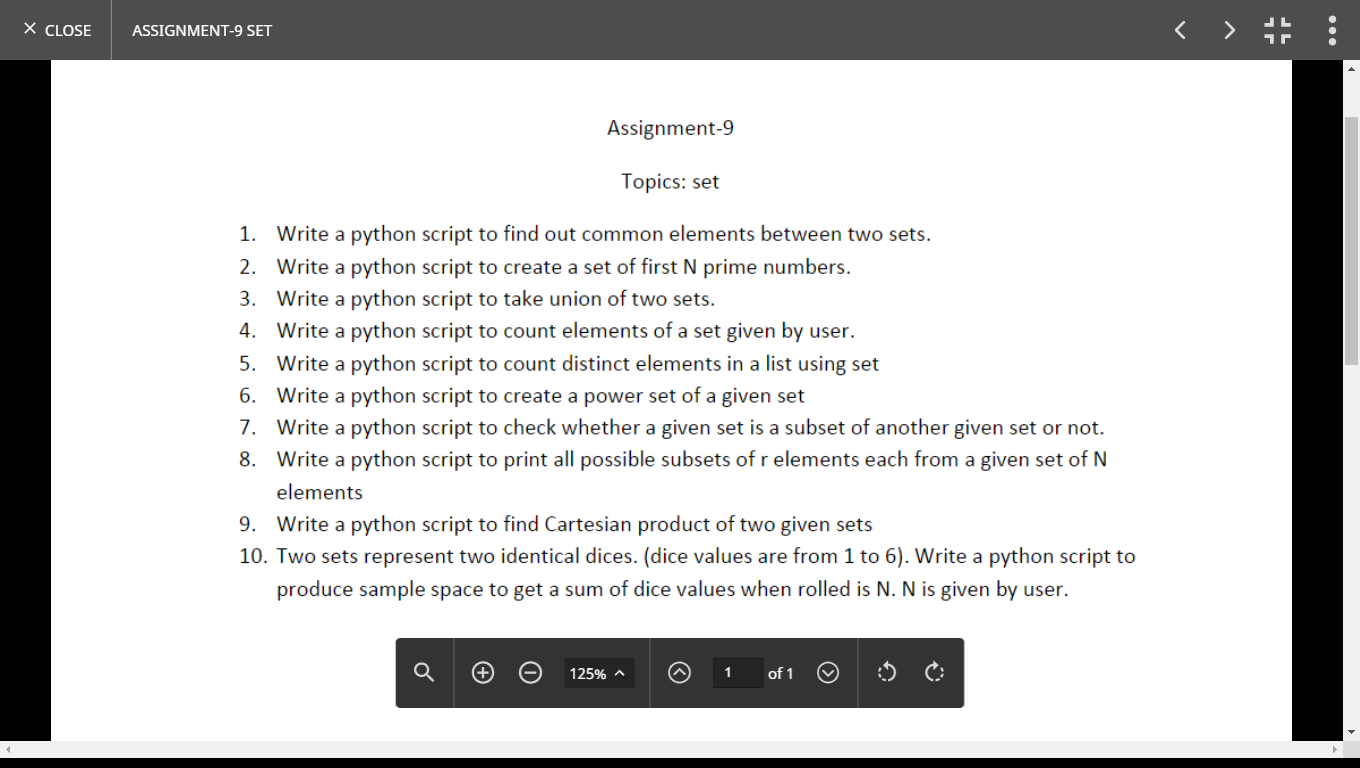 CLOSE
ASSIGNMENT-9 SET
Assignment-9
Topics: set
1. Write a python script to find out common elements between two sets.
2. Write a python script to create a set of first N prime numbers.
3. Write a python script to take union of two sets.
4. Write a python script to count elements of a set given by user.
5. Write a python script to count distinct elements in a list using set
6. Write a python script to create a power set of a given set
7. Write a python script to check whether a given set is a subset of another given set or not.
8. Write a python script to print all possible subsets of r elements each from a given set of N
elements
9. Write a python script to find Cartesian product of two given sets
10. Two sets represent two identical dices. (dice values are from 1 to 6). Write a python script to
produce sample space to get a sum of dice values when rolled is N. N is given by user.
125%
1 of 1